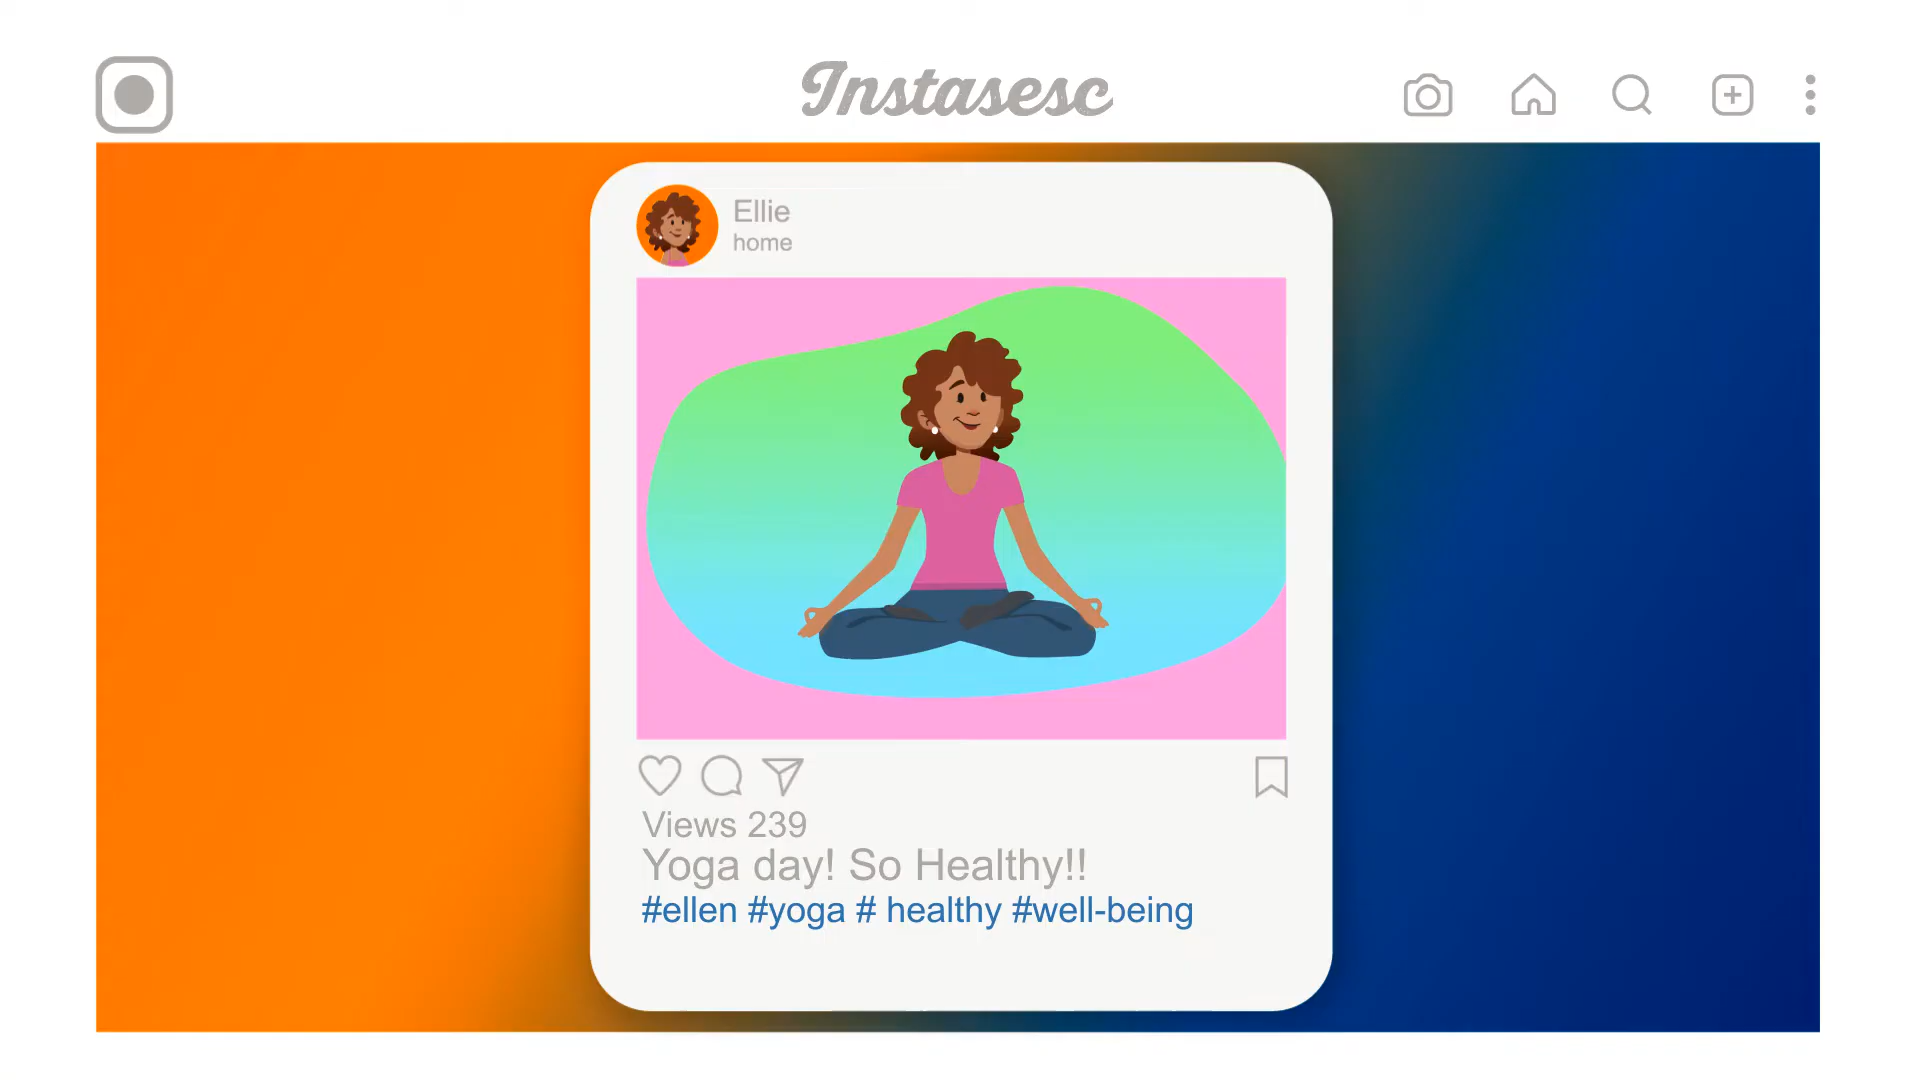 Instasesc
Ellie
home
Views 239
Yoga day! So Healthy!!
#ellen #yoga # healthy #well-being